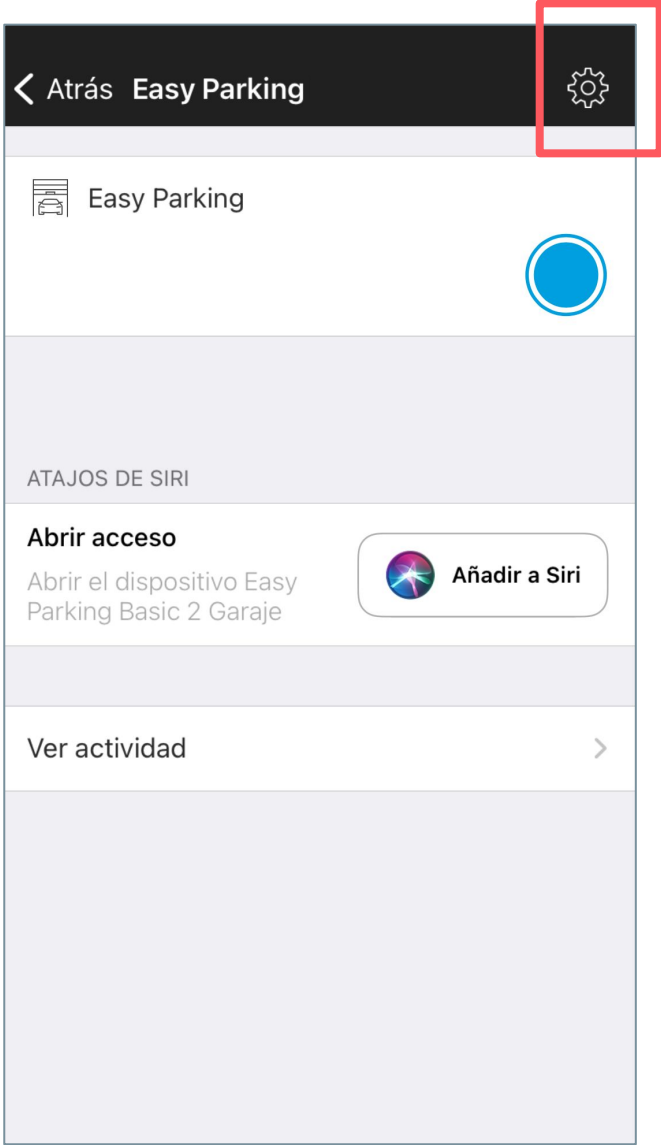 Atrás Easy Parking
Easy Parking
ATAJOS DE SIRI
Abrir acceso
Abrir el dispositivo Easy
Parking Basic 2 Garaje
Añadir a Siri
Ver actividad